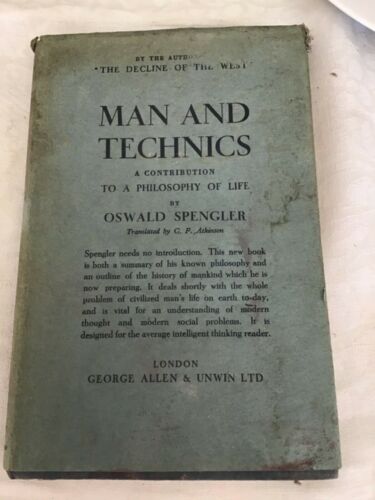 BY THE AUTHO
"THE DECLINE OF THE WEST"
MAN AND
TECHNICS
A CONTRIBUTION
TO A PHILOSOPHY OF LIFE
BY
OSWALD SPENGLER
Translated by C. F. Atkinson
Spengler needs no introduction. This new book
is both a summary of his known philosophy and
an outline of the history of mankind which he is
now preparing. It deals shortly with the whole
problem of civilized man's life on earth to-day,
and is vital for an understanding of modern
thought and modern social problems. It is
designed for the average intelligent thinking reader.
LONDON
GEORGE ALLEN & UNWIN LTD